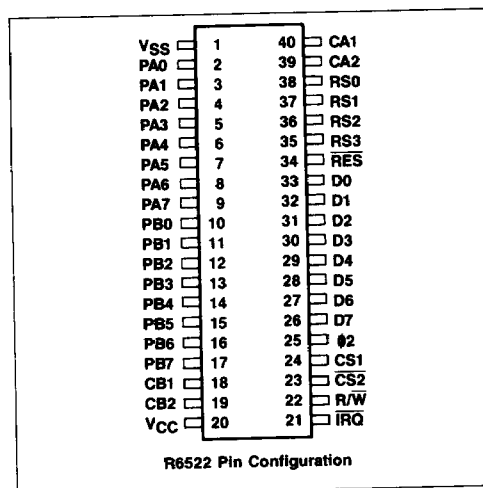 VSS 1 40 CA1
PA0 2 39 CA2
PA1 3 38 RS0
PA2 4 37 RS1
PA3 5 36 RS2
PA4 6 35 RS3
PA5 7 34 R̅E̅S̅
PA6 8 33 D0
PA7 9 32 D1
PB0 10 31 D2
PB1 11 30 D3
PB2 12 29 D4
PB3 13 28 D5
PB4 14 27 D6
PB5 15 26 D7
PB6 16 25 ϕ2
PB7 17 24 CS1
CB1 18 23 C̅S̅2̅
CB2 19 22 R/W̅
VCC 20 21 I̅R̅Q̅
R6522 Pin Configuration